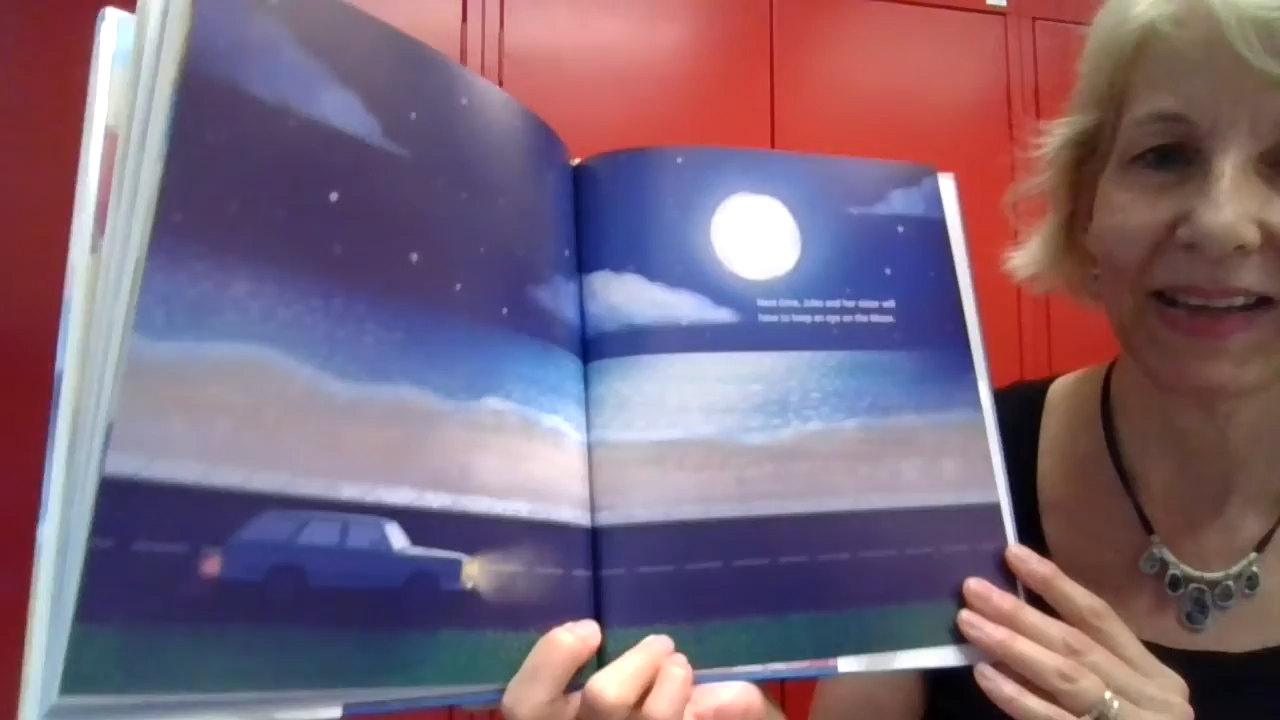 Next time, Jules and her sister will
have to keep an eye on the Moon.